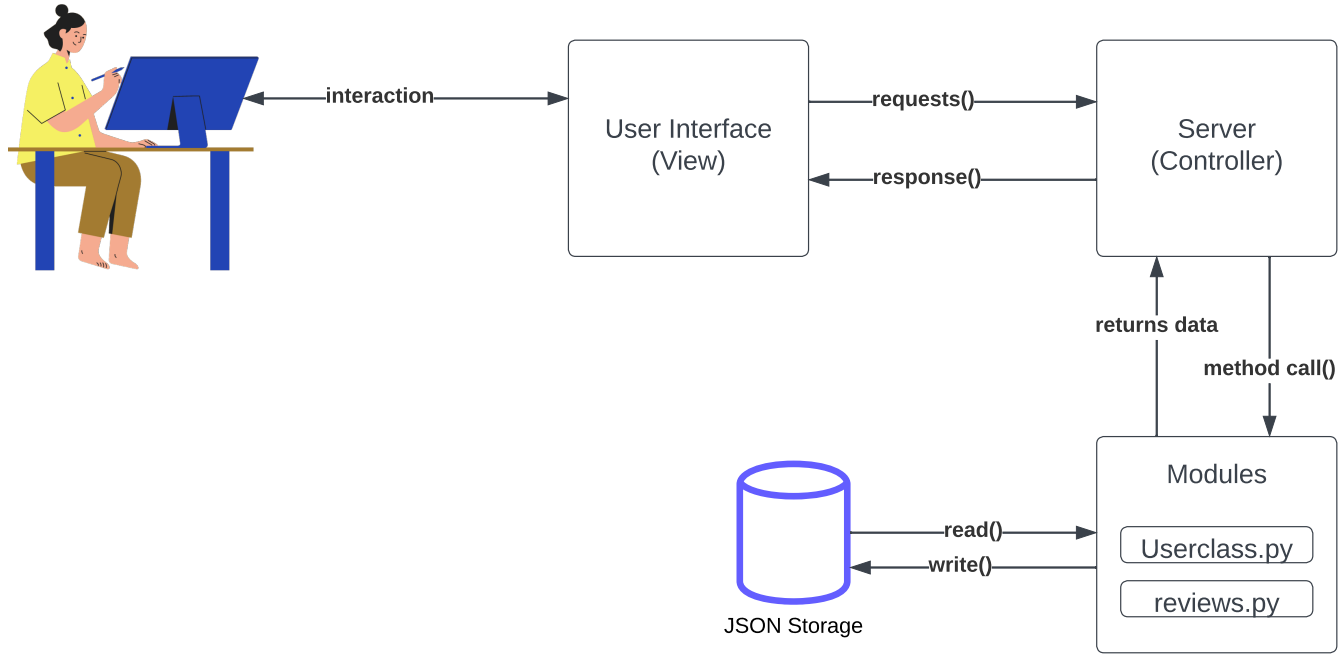 interaction
User Interface
(View)
requests()
response()
Server
(Controller)
returns data
method call()
Modules
Userclass.py
reviews.py
read()
write()
JSON Storage